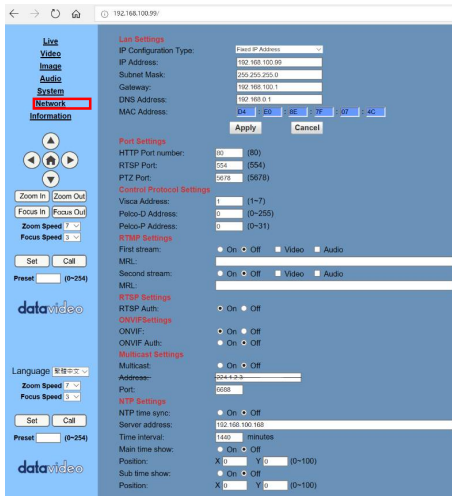 192.168.100.99/
Live
Video
Image
Audio
System
Network
Information
Zoom In Zoom Out
Focus In Focus Out
Zoom Speed 7
Focus Speed 3
Set Call
Preset (0~254)
datavideo
Language 繁體中文
Zoom Speed 7
Focus Speed 3
Set Call
Preset (0~254)
datavideo
Lan Settings
IP Configuration Type: Fixed IP Address
IP Address: 192.168.100.99
Subnet Mask: 255.255.255.0
Gateway: 192.168.100.1
DNS Address: 192.168.0.1
MAC Address: D4 : E0 : 8E : 7F : 07 : 4C
Apply Cancel
Port Settings
HTTP Port number: 80 (80)
RTSP Port: 554 (554)
PTZ Port: 5678 (5678)
Control Protocol Settings
Visca Address: 1 (1~7)
Pelco-D Address: 0 (0~255)
Pelco-P Address: 0 (0~31)
RTMP Settings
First stream: On Off Video Audio
MRL:
Second stream: On Off Video Audio
MRL:
RTSP Settings
RTSP Auth: On Off
ONVIFSettings
ONVIF: On Off
ONVIF Auth: On Off
Multicast Settings
Multicast: On Off
Address: 224.1.2.3
Port: 6688
NTP Settings
NTP time sync: On Off
Server address: 192.168.100.168
Time interval: 1440 minutes
Main time show: On Off
Position: X 0 Y 0 (0~100)
Sub time show: On Off
Position: X 0 Y 0 (0~100)